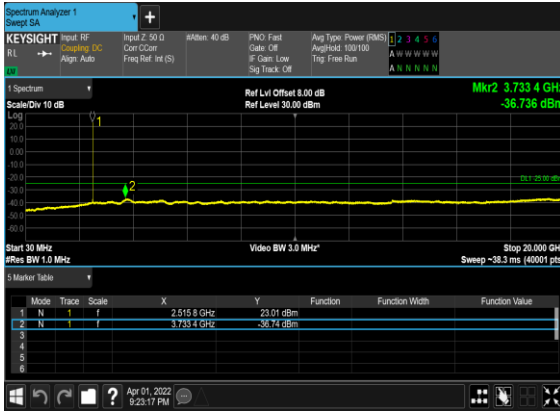 Spectrum Analyzer 1
Swept SA
+
KEYSIGHT Input: RF Input Z: 50 Ω #Atten: 40 dB PNO: Fast Avg Type: Power (RMS) 1 2 3 4 5 6
RL Coupling: DC Corr CCorr Gate: Off Avg|Hold: 100/100 A W W W W W
Align: Auto Freq Ref: Int (S) IF Gain: Low Trig: Free Run
Sig Track: Off A N N N N N
1 Spectrum Ref Lvl Offset 8.00 dB Mkr2 3.733 4 GHz
Scale/Div 10 dB Ref Level 30.00 dBm -36.736 dBm
Log
20.0
10.0
0.00
-10.0
-20.0
-30.0
-40.0
-50.0
-60.0
1
2
Start 30 MHz Video BW 3.0 MHz* Stop 20.000 GHz
#Res BW 1.0 MHz Sweep ~38.3 ms (40001 pts)
5 Marker Table
Mode Trace Scale X Y Function Function Width Function Value
1 N 1 f 2.515 8 GHz 23.01 dBm
2 N 1 f 3.733 4 GHz -36.74 dBm
3
4
5
6
? Apr 01, 2022
9:23:17 PM